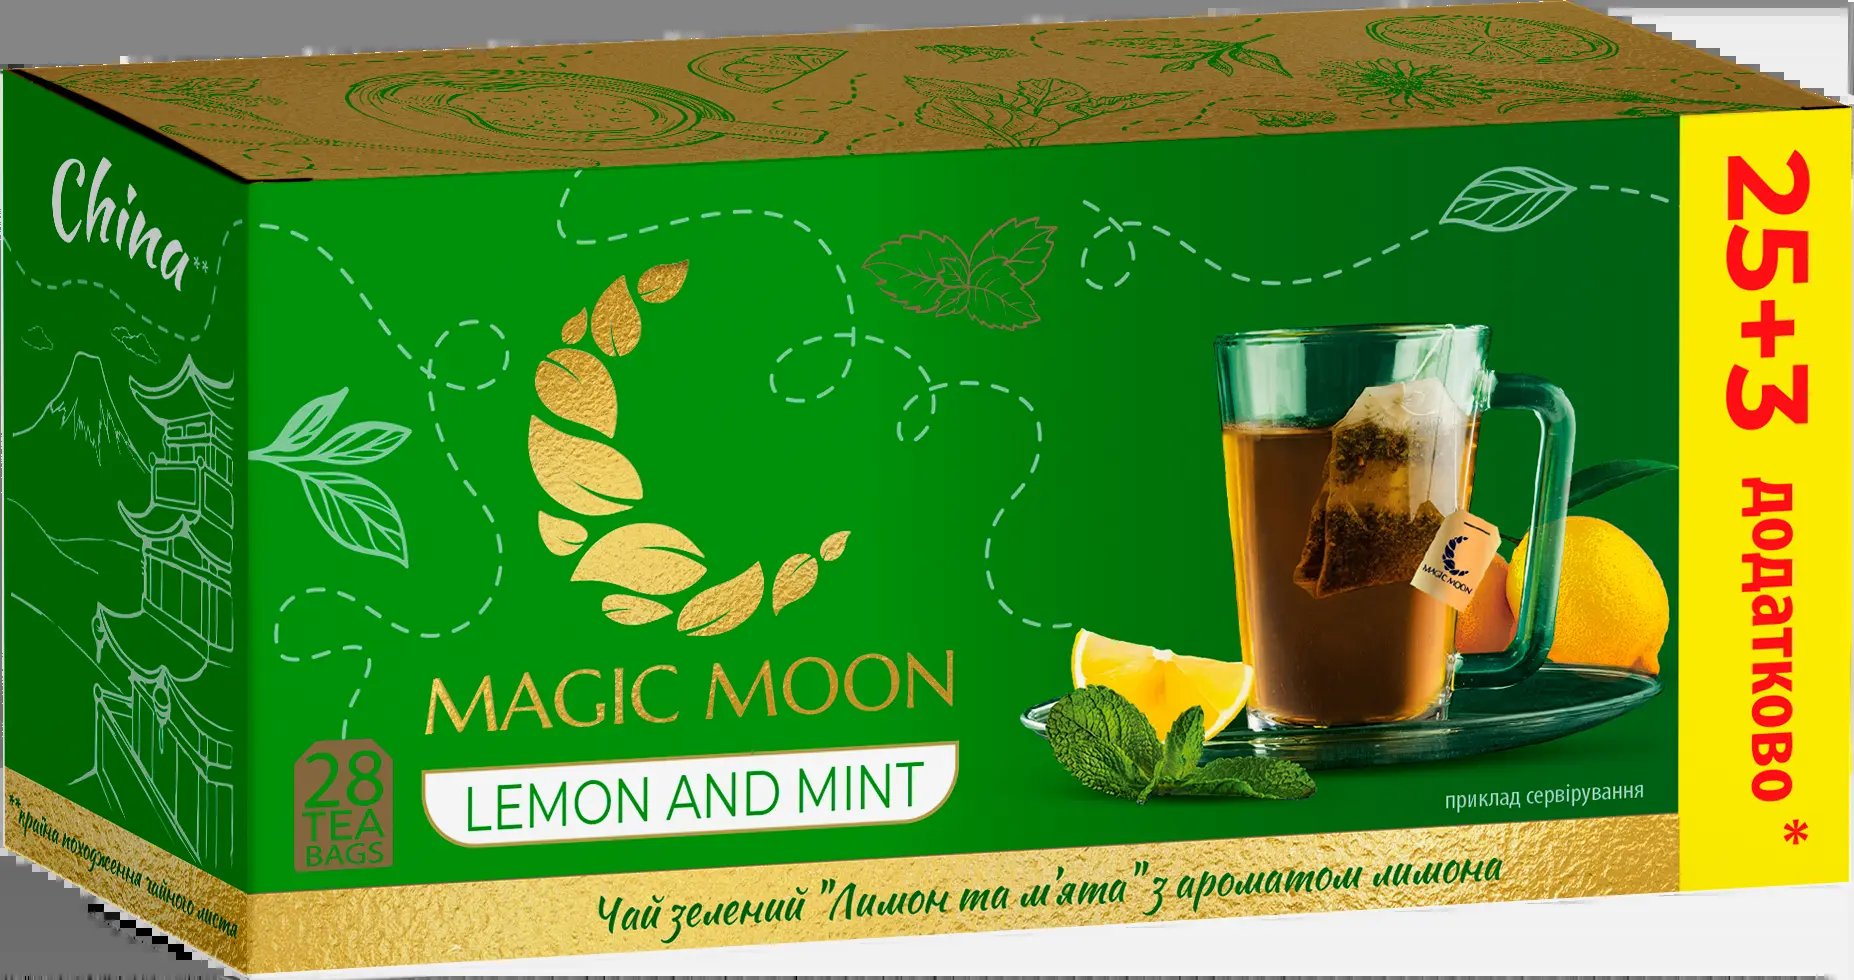 China**
**країна походження чайного листа
MAGIC MOON
LEMON AND MINT
28
TEA
BAGS
MAGIC MOON
приклад сервірування
Чай зелений "Лимон та м'ята" з ароматом лимона
25+3 додатково *